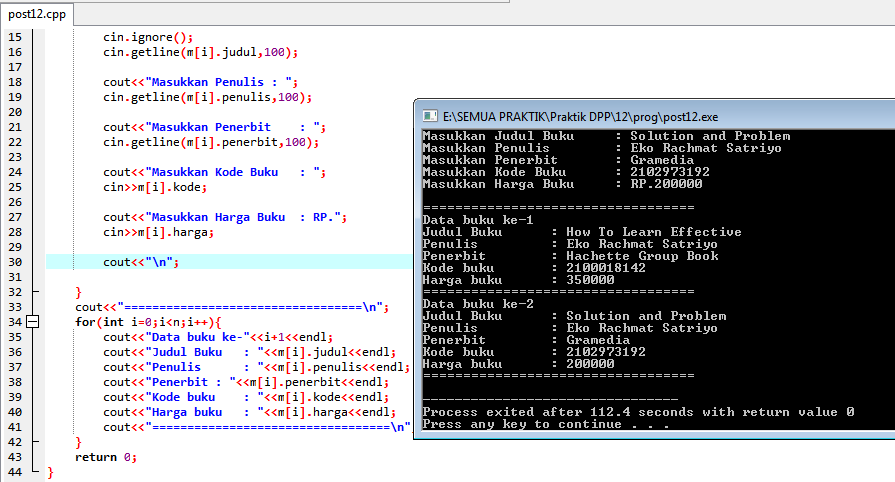 post12.cpp
15 cin.ignore();
16 cin.getline(m[i].judul,100);
17
18 cout<<"Masukkan Penulis : ";
19 cin.getline(m[i].penulis,100);
20
21 cout<<"Masukkan Penerbit    : ";
22 cin.getline(m[i].penerbit,100);
23
24 cout<<"Masukkan Kode Buku   : ";
25 cin>>m[i].kode;
26
27 cout<<"Masukkan Harga Buku  : RP.";
28 cin>>m[i].harga;
29
30 cout<<"\n";
31
32 }
33 cout<<"===================================\n";
34 for(int i=0;i<n;i++){
35 cout<<"Data buku ke-"<<i+1<<endl;
36 cout<<"Judul Buku   : "<<m[i].judul<<endl;
37 cout<<"Penulis      : "<<m[i].penulis<<endl;
38 cout<<"Penerbit : "<<m[i].penerbit<<endl;
39 cout<<"Kode buku    : "<<m[i].kode<<endl;
40 cout<<"Harga buku   : "<<m[i].harga<<endl;
41 cout<<"===================================\n"
42 }
43 return 0;
44 }
E:\SEMUA PRAKTIK\Praktik DPP\12\prog\post12.exe
Masukkan Judul Buku     : Solution and Problem
Masukkan Penulis        : Eko Rachmat Satriyo
Masukkan Penerbit       : Gramedia
Masukkan Kode Buku      : 2102973192
Masukkan Harga Buku     : RP.200000
===================================
Data buku ke-1
Judul Buku      : How To Learn Effective
Penulis         : Eko Rachmat Satriyo
Penerbit        : Hachette Group Book
Kode buku       : 2100018142
Harga buku      : 350000
===================================
Data buku ke-2
Judul Buku      : Solution and Problem
Penulis         : Eko Rachmat Satriyo
Penerbit        : Gramedia
Kode buku       : 2102973192
Harga buku      : 200000
===================================
--------------------------------
Process exited after 112.4 seconds with return value 0
Press any key to continue . . .